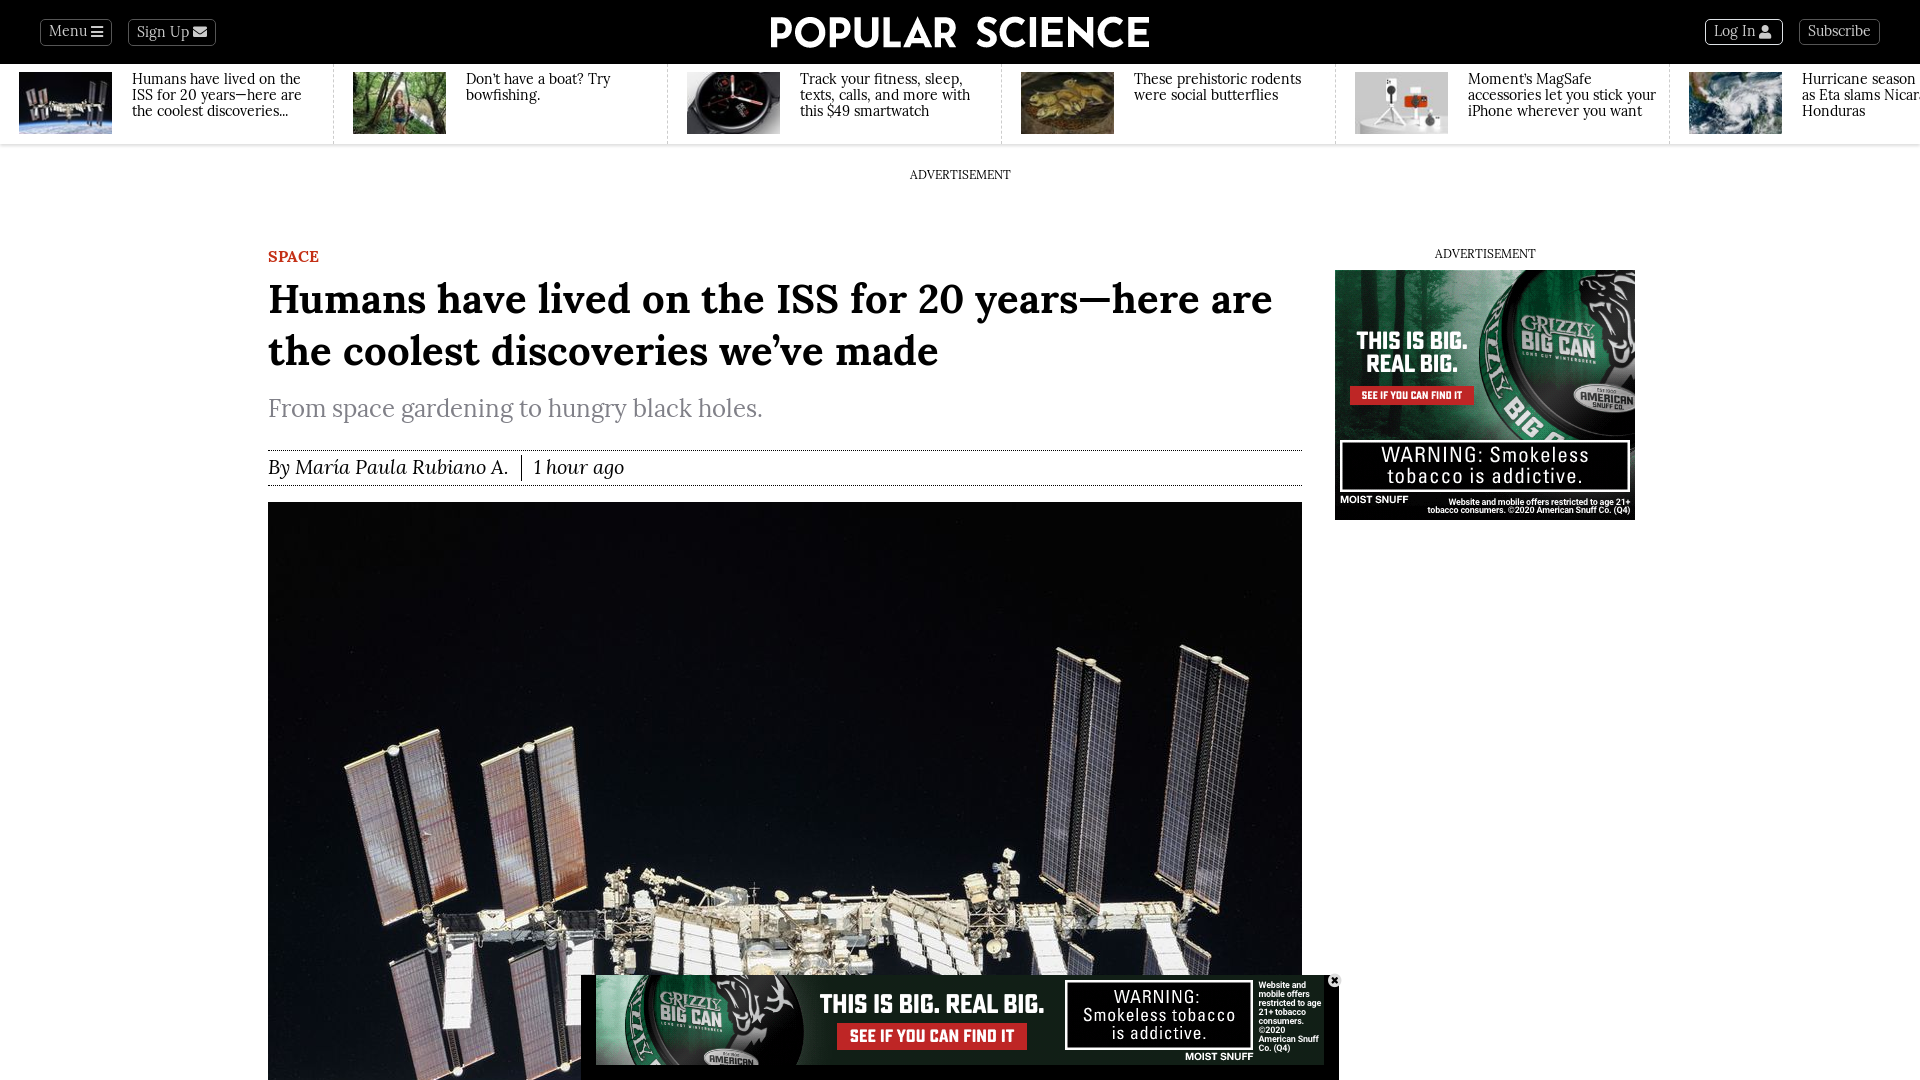 Menu
Sign Up
POPULAR SCIENCE
Log In
Subscribe
Humans have lived on the
ISS for 20 years—here are
the coolest discoveries...
Don't have a boat? Try
bowfishing.
Track your fitness, sleep,
texts, calls, and more with
this $49 smartwatch
These prehistoric rodents
were social butterflies
Moment's MagSafe
accessories let you stick your
iPhone wherever you want
Hurricane season
as Eta slams
Honduras
ADVERTISEMENT
SPACE
Humans have lived on the ISS for 20 years—here are
the coolest discoveries we’ve made
From space gardening to hungry black holes.
By María Paula Rubiano A.
1 hour ago
ADVERTISEMENT
THIS IS BIG.
REAL BIG.
SEE IF YOU CAN FIND IT
GRIZZLY
BIG CAN
LONG CUT WINTERGREEN
GRIZZLY
BIG
AMERICAN
SNUFF CO.
WARNING: Smokeless
tobacco is addictive.
MOIST SNUFF
Website and mobile offers restricted to age 21+
tobacco consumers. ©2020 American Snuff Co. (Q4)
GRIZZLY
BIG CAN
AMERICAN
THIS IS BIG. REAL BIG.
SEE IF YOU CAN FIND IT
WARNING:
Smokeless tobacco
is addictive.
MOIST SNUFF
Website and
mobile offers
restricted to age
21+ tobacco
consumers.
©2020
American Snuff
Co. (Q4)